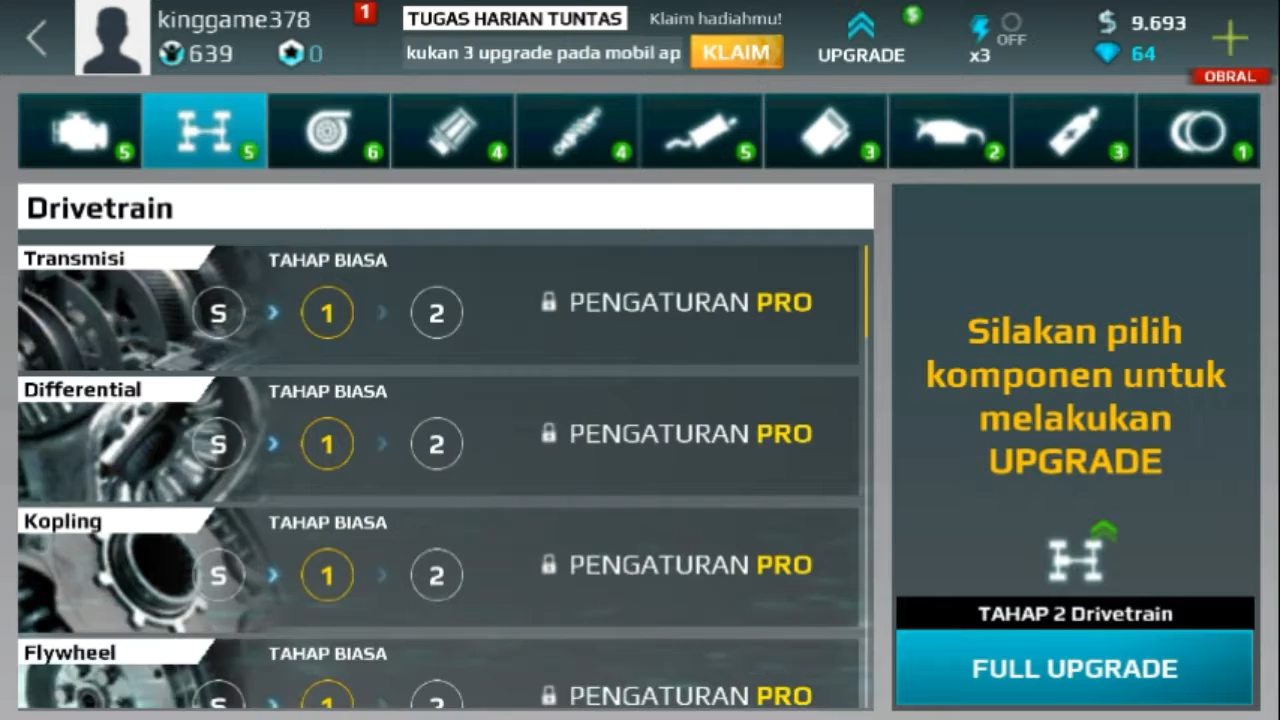 kinggame378
1
639
0
TUGAS HARIAN TUNTAS
Klaim hadiahmu!
kukan 3 upgrade pada mobil ap
KLAIM
UPGRADE
$
OFF
x3
$ 9.693
64
OBRAL
5
5
6
4
4
5
3
2
3
1
Drivetrain
Transmisi
TAHAP BIASA
S 1 2
PENGATURAN PRO
Differential
TAHAP BIASA
S 1 2
PENGATURAN PRO
Kopling
TAHAP BIASA
S 1 2
PENGATURAN PRO
Flywheel
TAHAP BIASA
S 1 2
PENGATURAN PRO
Silakan pilih
komponen untuk
melakukan
UPGRADE
TAHAP 2 Drivetrain
FULL UPGRADE